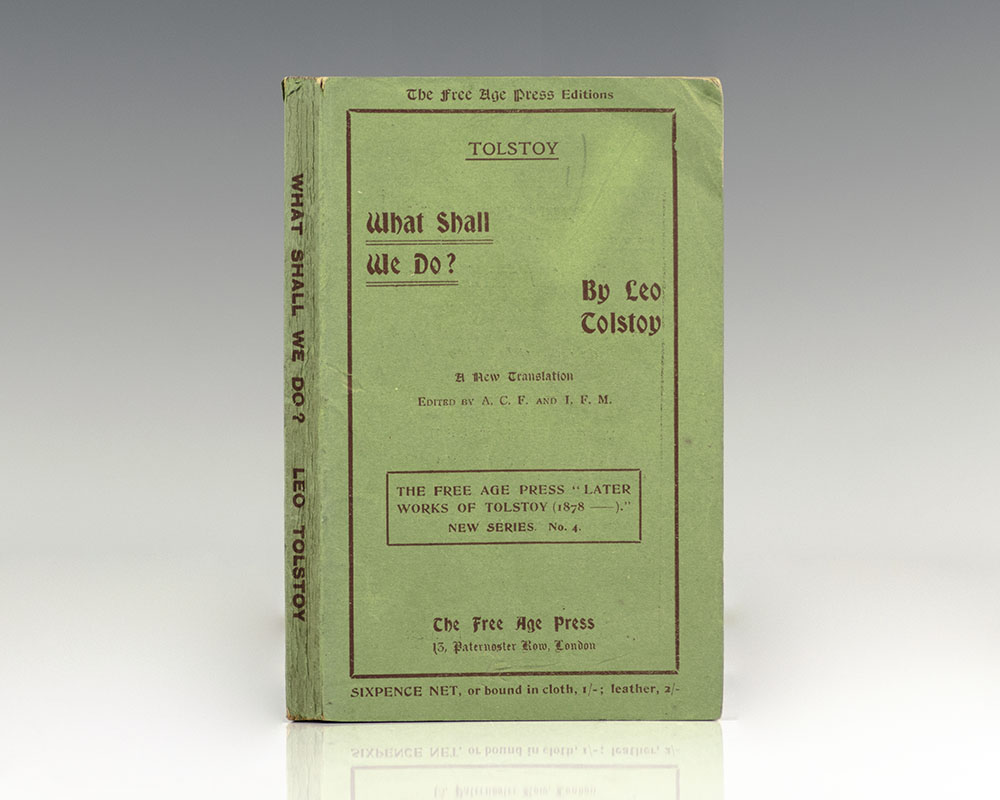 The Free Age Press Editions
TOLSTOY
What Shall
We Do?
By Leo
Tolstoy
A New Translation
EDITED BY A. C. F. AND I. F. M.
THE FREE AGE PRESS "LATER
WORKS OF TOLSTOY (1878 ——)."
NEW SERIES. No. 4.
The Free Age Press
13, Paternoster Row, London
SIXPENCE NET, or bound in cloth, 1/-; leather, 2/-
WHAT SHALL WE DO? LEO TOLSTOY